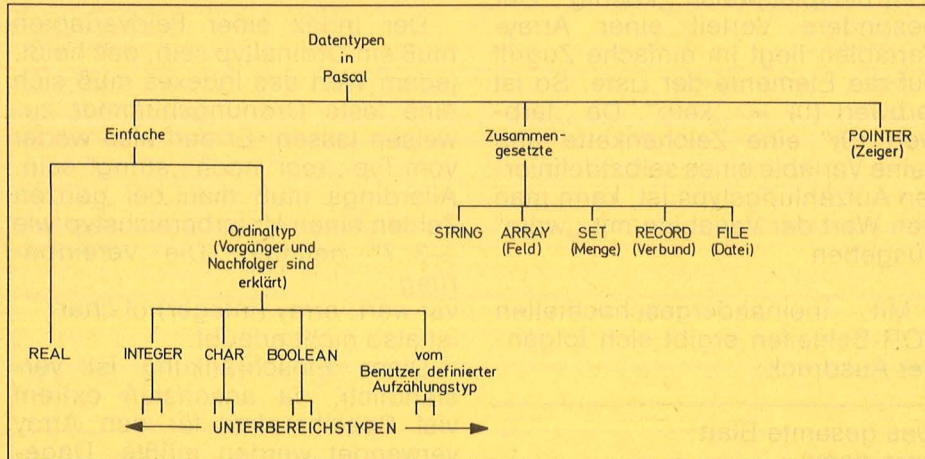 Datentypen
in
Pascal
Einfache
Zusammen-
gesetzte
POINTER
(Zeiger)
Ordinaltyp
(Vorgänger und
Nachfolger sind
erklärt)
STRING
ARRAY
(Feld)
SET
(Menge)
RECORD
(Verbund)
FILE
(Datei)
REAL
INTEGER
CHAR
BOOLEAN
vom
Benutzer definierter
Aufzählungstyp
UNTERBEREICHSTYPEN